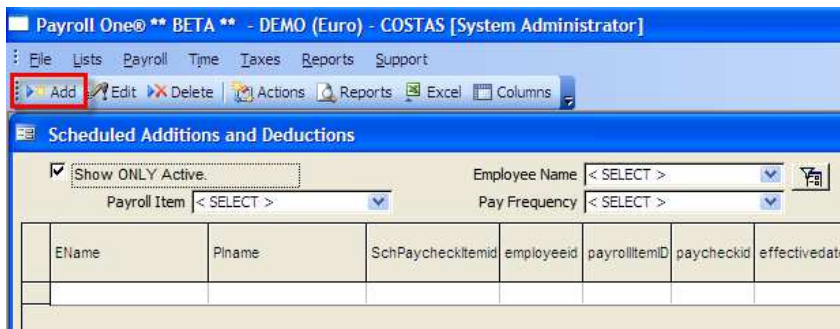 Payroll One® ** BETA ** - DEMO (Euro) - COSTAS [System Administrator]
File Lists Payroll Time Taxes Reports Support
Add Edit Delete Actions Reports Excel Columns
Scheduled Additions and Deductions
Show ONLY Active. Employee Name < SELECT >
Payroll Item < SELECT > Pay Frequency < SELECT >
EName PIname SchPaycheckItemid employeeid payrollItemID paycheckid effectivedat